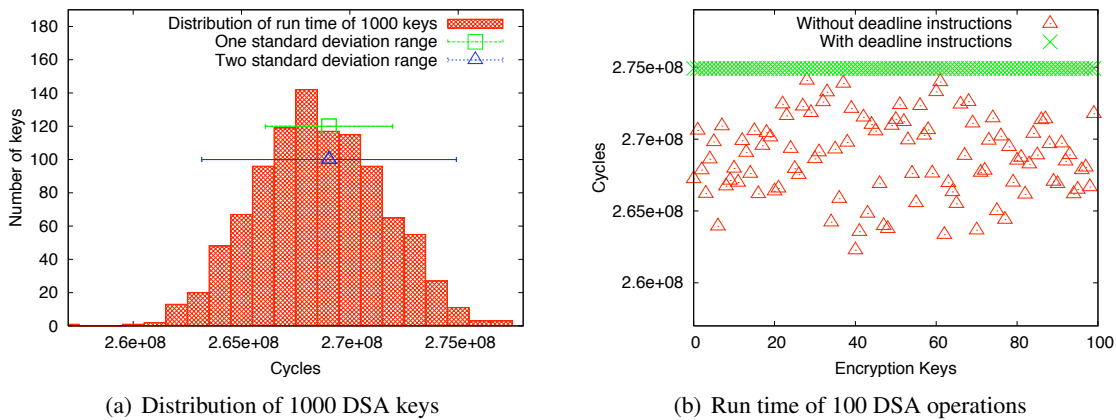 Distribution of run time of 1000 keys
One standard deviation range
Two standard deviation range
Number of keys
180
160
140
120
100
80
60
40
20
0
2.6e+08 2.65e+08 2.7e+08 2.75e+08
Cycles
(a) Distribution of 1000 DSA keys
Without deadline instructions
With deadline instructions
Cycles
2.75e+08
2.7e+08
2.65e+08
2.6e+08
0 20 40 60 80 100
Encryption Keys
(b) Run time of 100 DSA operations